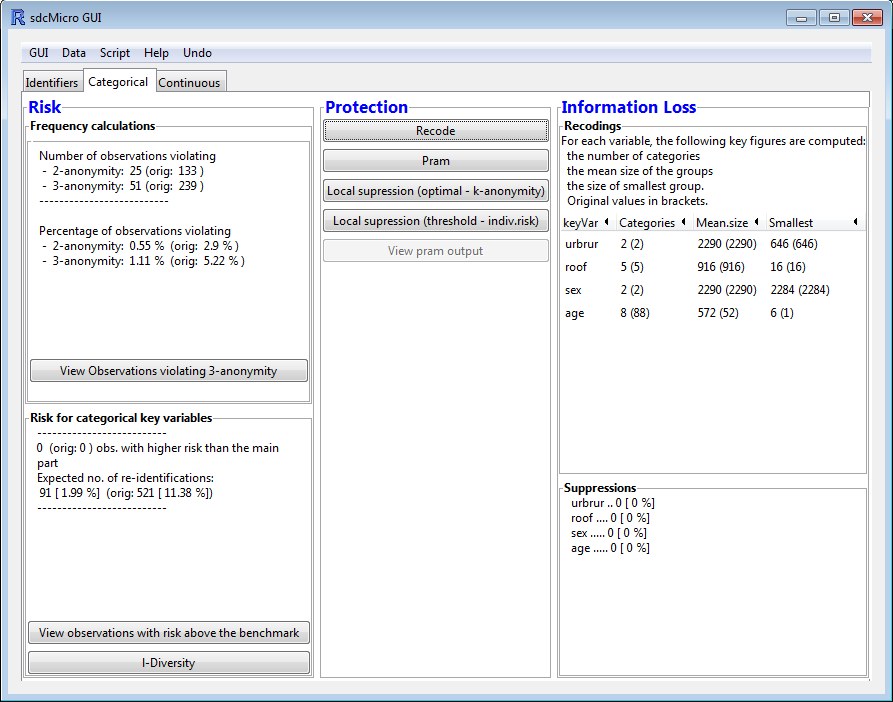 sdcMicro GUI
GUI Data Script Help Undo
Identifiers Categorical Continuous
Risk
Frequency calculations
Number of observations violating
- 2-anonymity: 25 (orig: 133 )
- 3-anonymity: 51 (orig: 239 )
--------------------------
Percentage of observations violating
- 2-anonymity: 0.55 % (orig: 2.9 % )
- 3-anonymity: 1.11 % (orig: 5.22 % )
View Observations violating 3-anonymity
Risk for categorical key variables
--------------------------
0 (orig: 0 ) obs. with higher risk than the main
part
Expected no. of re-identifications:
91 [ 1.99 %] (orig: 521 [ 11.38 %])
--------------------------
View observations with risk above the benchmark
l-Diversity
Protection
Recode
Pram
Local supression (optimal - k-anonymity)
Local supression (threshold - indiv.risk)
View pram output
Information Loss
Recodings
For each variable, the following key figures are computed:
the number of categories
the mean size of the groups
the size of smallest group.
Original values in brackets.
keyVar Categories Mean.size Smallest
urbrur 2 (2) 2290 (2290) 646 (646)
roof 5 (5) 916 (916) 16 (16)
sex 2 (2) 2290 (2290) 2284 (2284)
age 8 (88) 572 (52) 6 (1)
Suppressions
urbrur .. 0 [ 0 %]
roof .... 0 [ 0 %]
sex ..... 0 [ 0 %]
age ..... 0 [ 0 %]